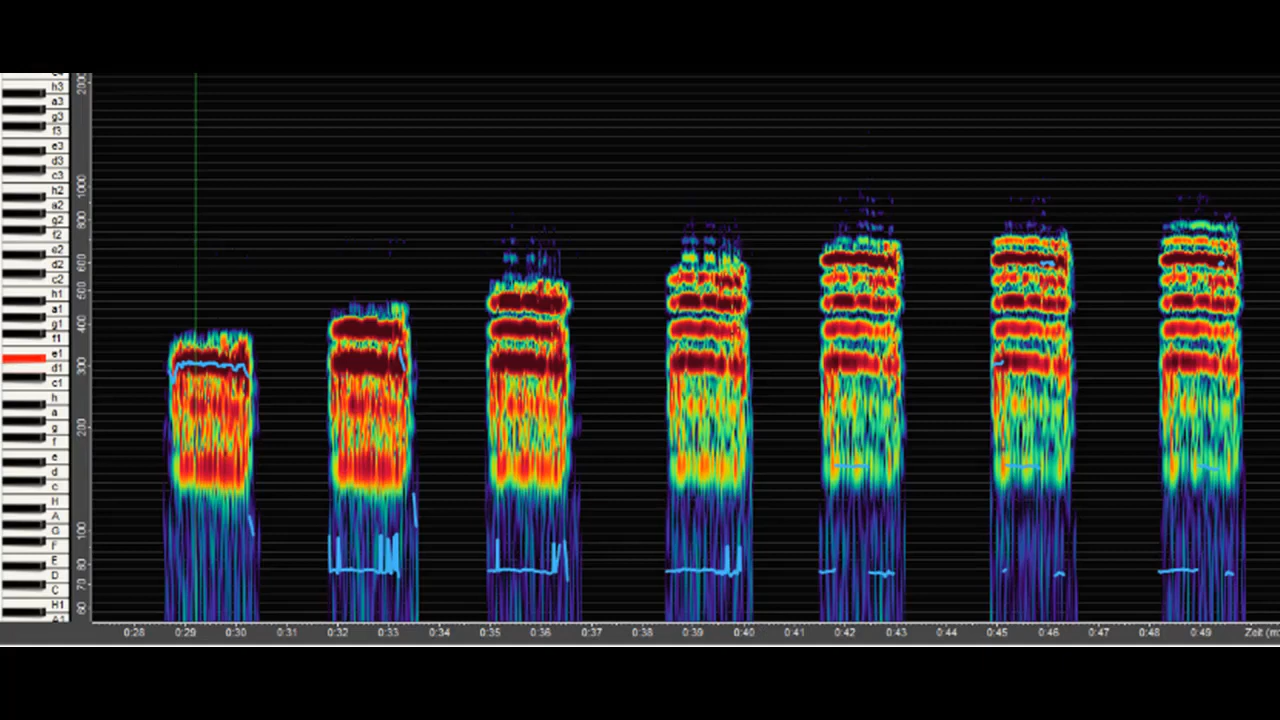 h3
a3
g3
f3
e3
d3
c3
h2
a2
g2
f2
e2
d2
c2
h1
a1
g1
f1
e1
d1
c1
h
a
g
f
e
d
c
H
A
G
F
E
D
C
H1
A1
2000
1000
800
600
500
400
300
200
100
80
70
60
0:28 0:29 0:30 0:31 0:32 0:33 0:34 0:35 0:36 0:37 0:38 0:39 0:40 0:41 0:42 0:43 0:44 0:45 0:46 0:47 0:48 0:49 Zeit (m